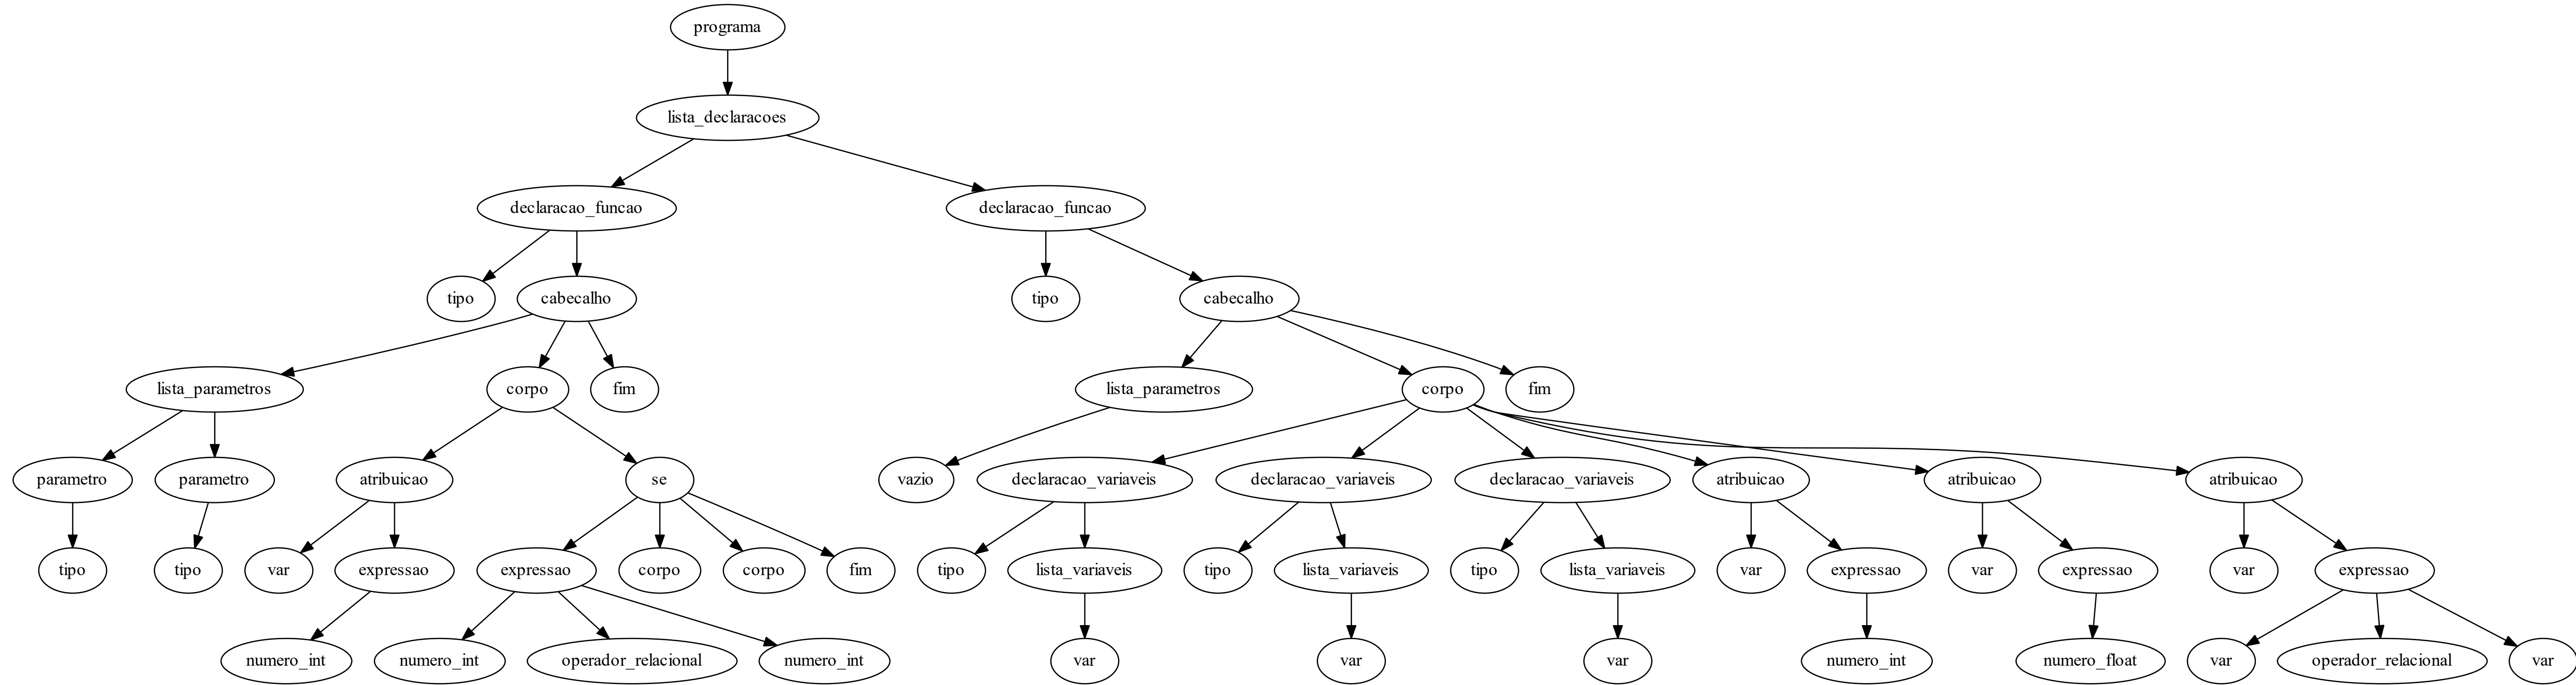 programa
lista_declaracoes
declaracao_funcao
declaracao_funcao
tipo
cabecalho
tipo
cabecalho
lista_parametros
corpo
fim
lista_parametros
corpo
fim
parametro
parametro
atribuicao
se
vazio
declaracao_variaveis
declaracao_variaveis
declaracao_variaveis
atribuicao
atribuicao
atribuicao
tipo
tipo
var
expressao
expressao
corpo
corpo
fim
tipo
lista_variaveis
tipo
lista_variaveis
tipo
lista_variaveis
var
expressao
var
expressao
var
expressao
numero_int
numero_int
operador_relacional
numero_int
var
var
var
numero_int
numero_float
var
operador_relacional
var